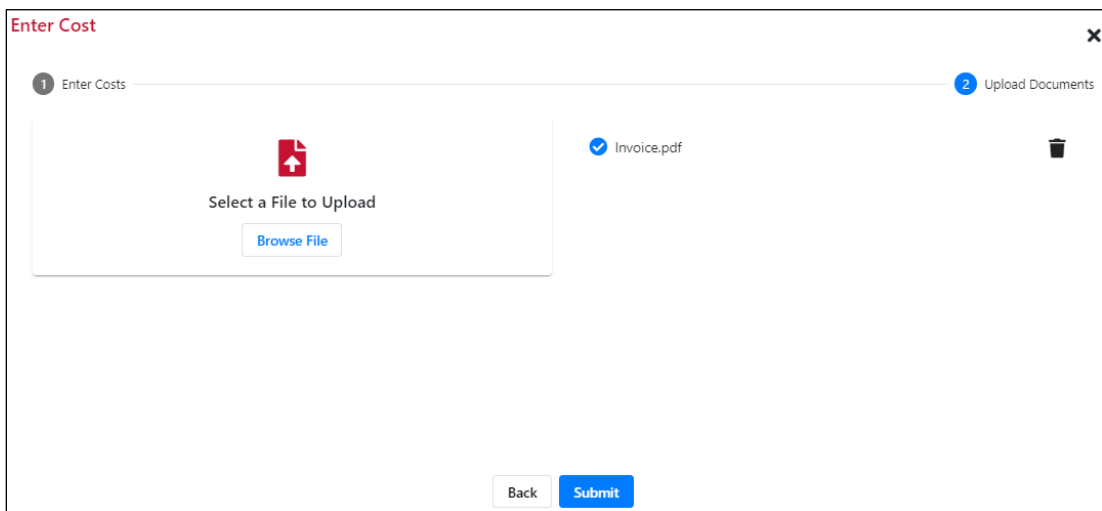 Enter Cost
1 Enter Costs
2 Upload Documents
Select a File to Upload
Browse File
Invoice.pdf
Back
Submit